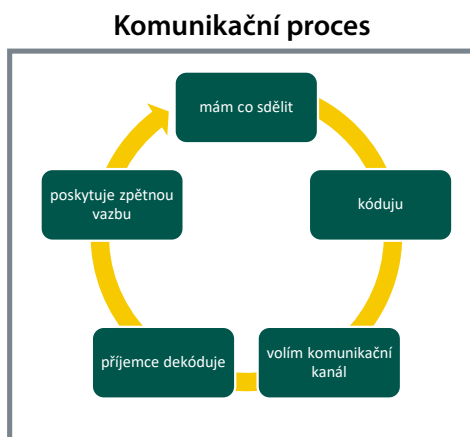 Komunikační proces
mám co sdělit
kóduju
volím komunikační
kanál
příjemce dekóduje
poskytuje zpětnou
vazbu